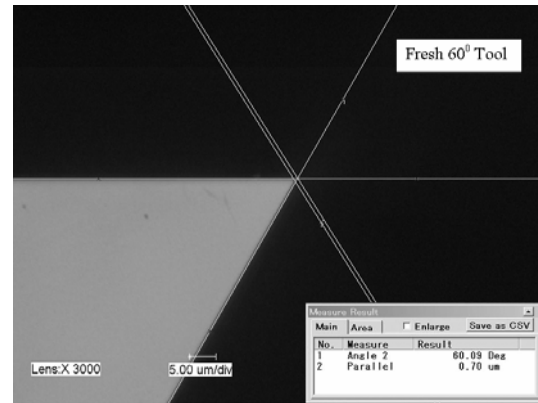 Fresh 60⁰ Tool
Measure Result
Main Area Enlarge Save as CSV
No. Measure Result
1 Angle 2 60.09 Deg
2 Parallel 0.70 um
Lens:X 3000
5.00 um/div